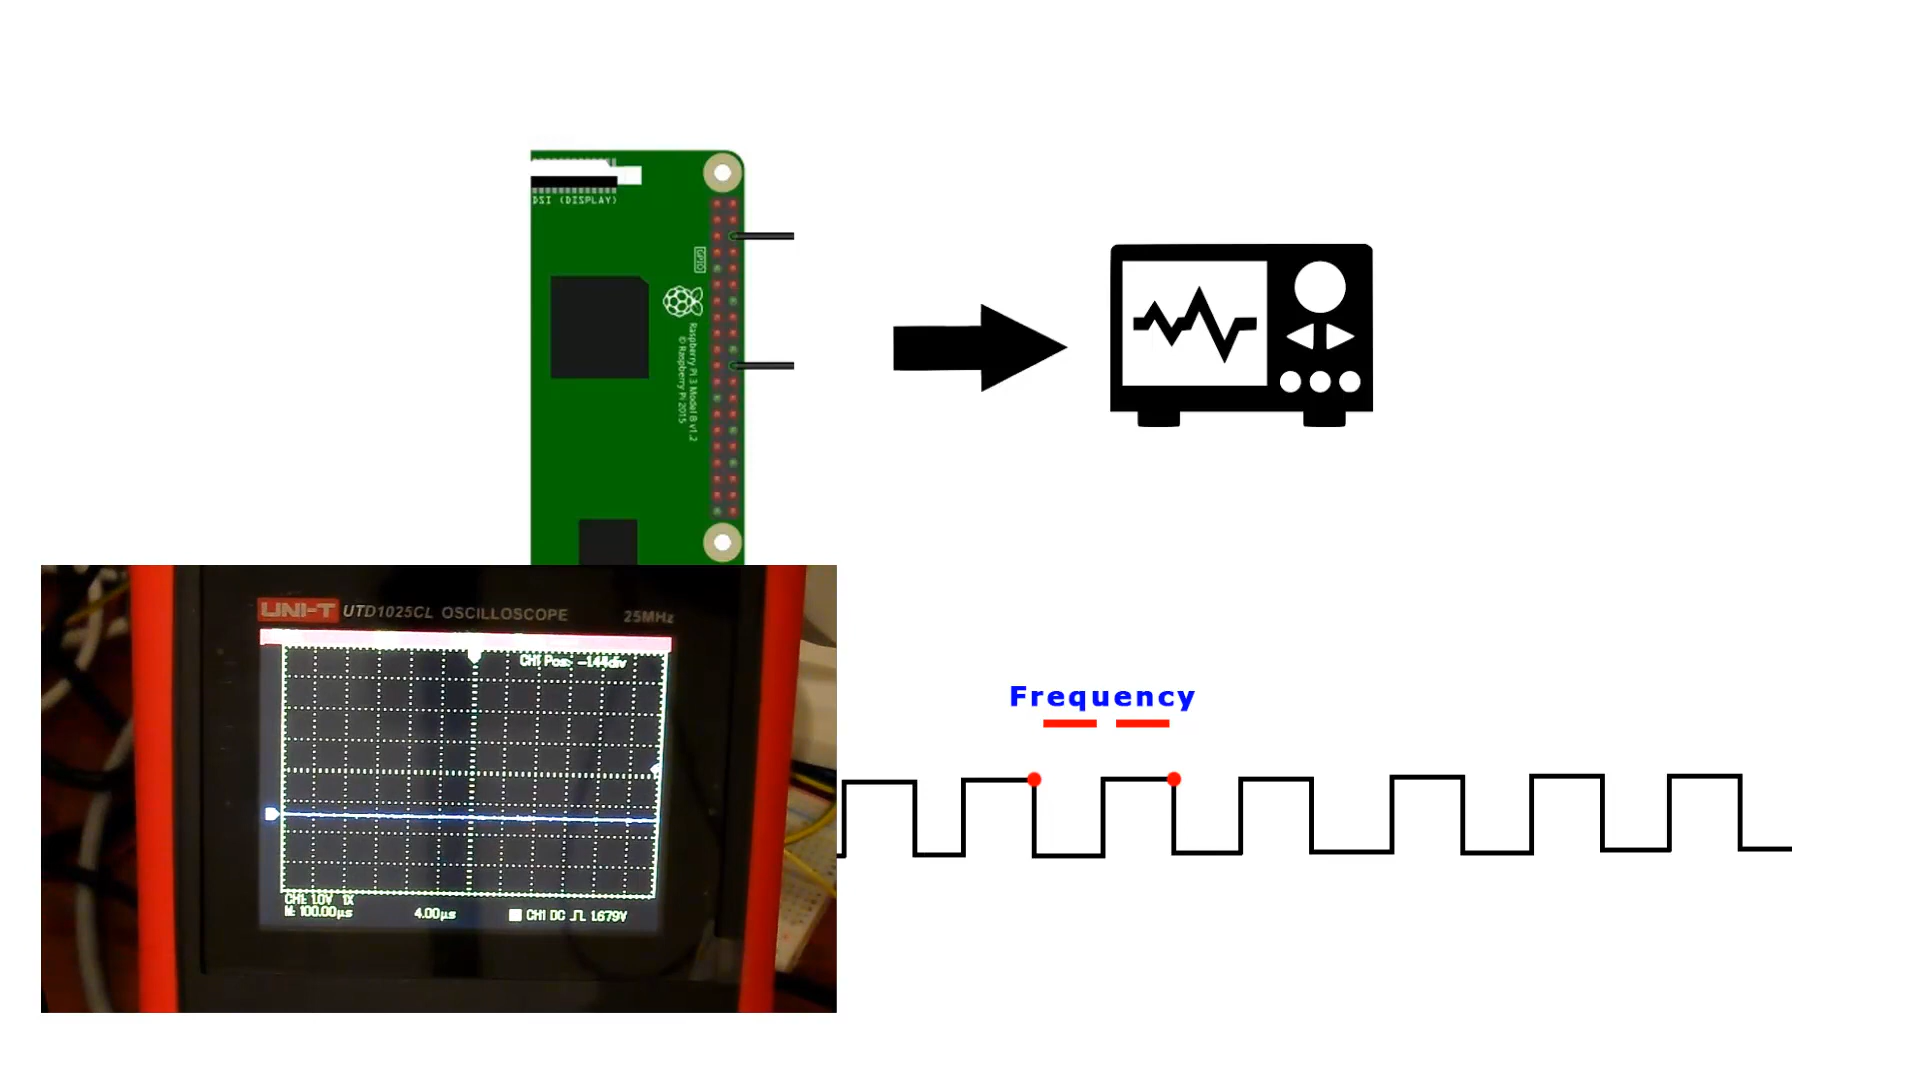 DSI (DISPLAY)
GPIO
Raspberry Pi 3 Model B v1.2
© Raspberry Pi 2015
UNI-T UTD1025CL OSCILLOSCOPE 25MHz
CH1 Pos: -1.44div
CH1: 1.0V 1X
M: 100.00µs 4.00µs CH1 DC 1.679V
Frequency